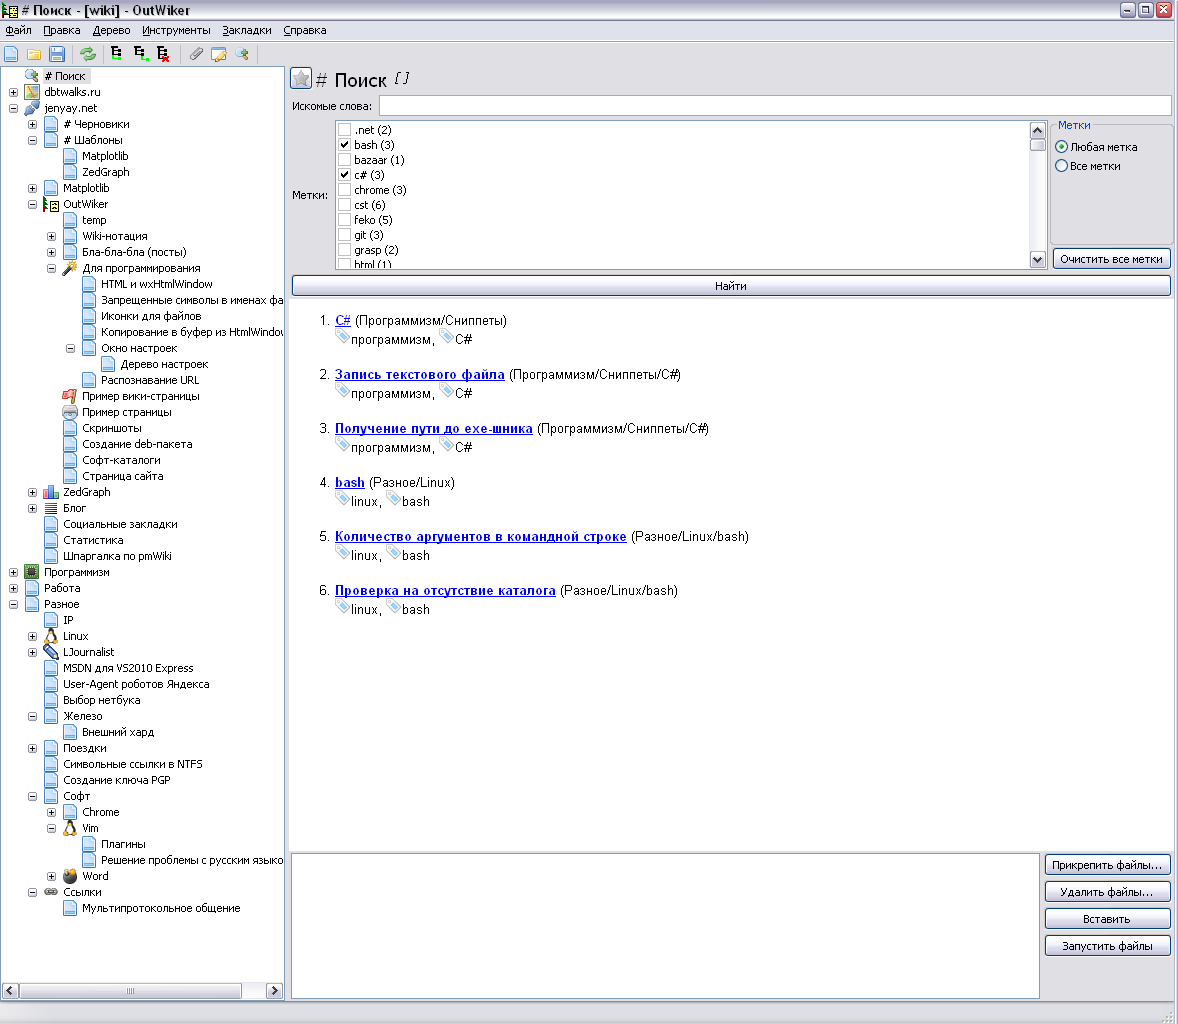 # Поиск - [wiki] - OutWiker
Файл Правка Дерево Инструменты Закладки Справка
# Поиск
dbtwalks.ru
jenyay.net
# Черновики
# Шаблоны
Matplotlib
ZedGraph
Matplotlib
OutWiker
temp
Wiki-нотация
Бла-бла-бла (посты)
Для программирования
HTML и wxHtmlWindow
Запрещенные символы в именах фа
Иконки для файлов
Копирование в буфер из HtmlWindow
Окно настроек
Дерево настроек
Распознавание URL
Пример вики-страницы
Пример страницы
Скриншоты
Создание deb-пакета
Софт-каталоги
Страница сайта
ZedGraph
Блог
Социальные закладки
Статистика
Шпаргалка по pmWiki
Программизм
Работа
Разное
IP
Linux
LJournalist
MSDN для VS2010 Express
User-Agent роботов Яндекса
Выбор нетбука
Железо
Внешний хард
Поездки
Символьные ссылки в NTFS
Создание ключа PGP
Софт
Chrome
Vim
Плагины
Решение проблемы с русским языко
Word
Ссылки
Мультипротокольное общение
# Поиск []
Искомые слова:
Метки:
.net (2)
bash (3)
bazaar (1)
c# (3)
chrome (3)
cst (6)
feko (5)
git (3)
grasp (2)
html (1)
Метки
Любая метка
Все метки
Очистить все метки
Найти
1. C# (Программизм/Сниппеты)
программизм, C#
2. Запись текстового файла (Программизм/Сниппеты/C#)
программизм, C#
3. Получение пути до exe-шника (Программизм/Сниппеты/C#)
программизм, C#
4. bash (Разное/Linux)
linux, bash
5. Количество аргументов в командной строке (Разное/Linux/bash)
linux, bash
6. Проверка на отсутствие каталога (Разное/Linux/bash)
linux, bash
Прикрепить файлы...
Удалить файлы...
Вставить
Запустить файлы